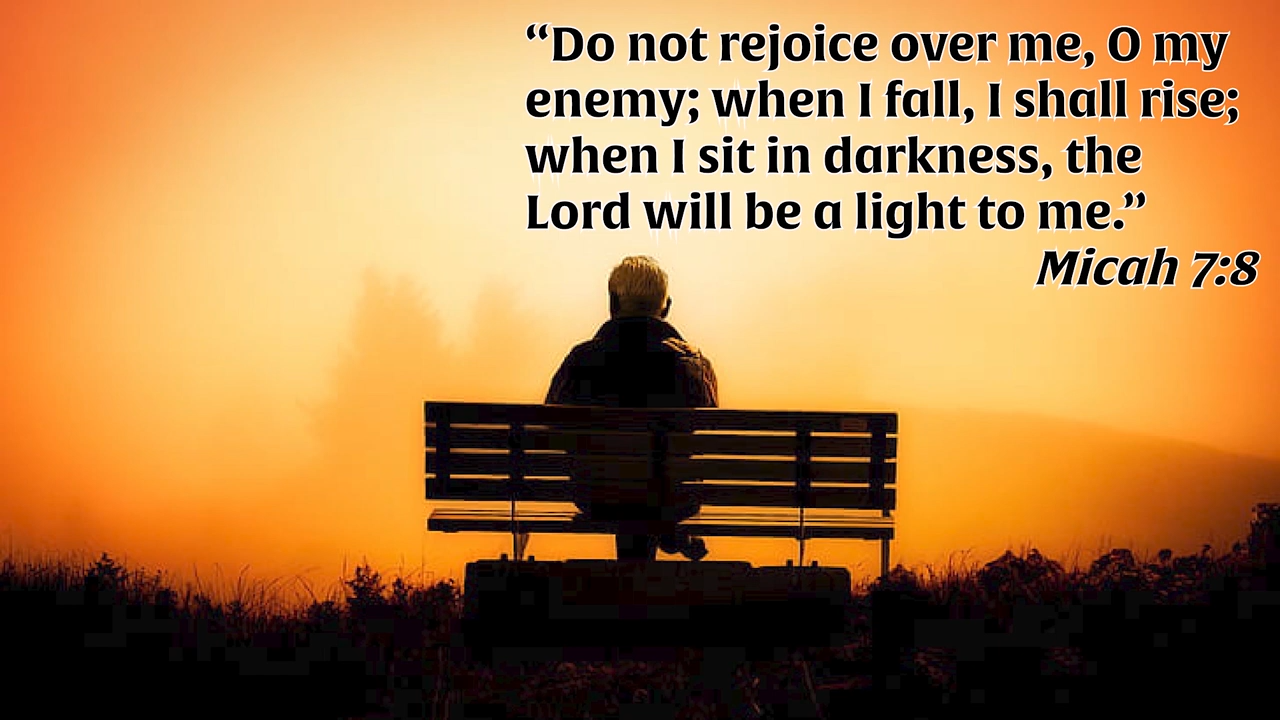 “Do not rejoice over me, O my
enemy; when I fall, I shall rise;
when I sit in darkness, the
Lord will be a light to me.”
Micah 7:8